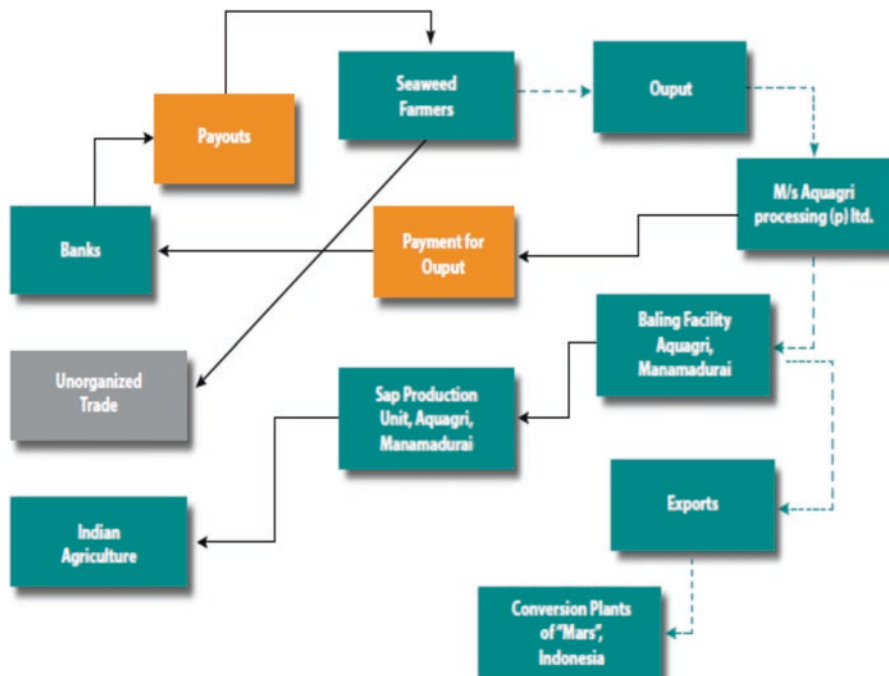 Seaweed
Farmers
Ouput
Payouts
M/s Aquagri
processing (p) ltd.
Banks
Payment for
Ouput
Baling Facility
Aquagri,
Manamadurai
Unorganized
Trade
Sap Production
Unit, Aquagri,
Manamadurai
Exports
Indian
Agriculture
Conversion Plants
of "Mars",
Indonesia